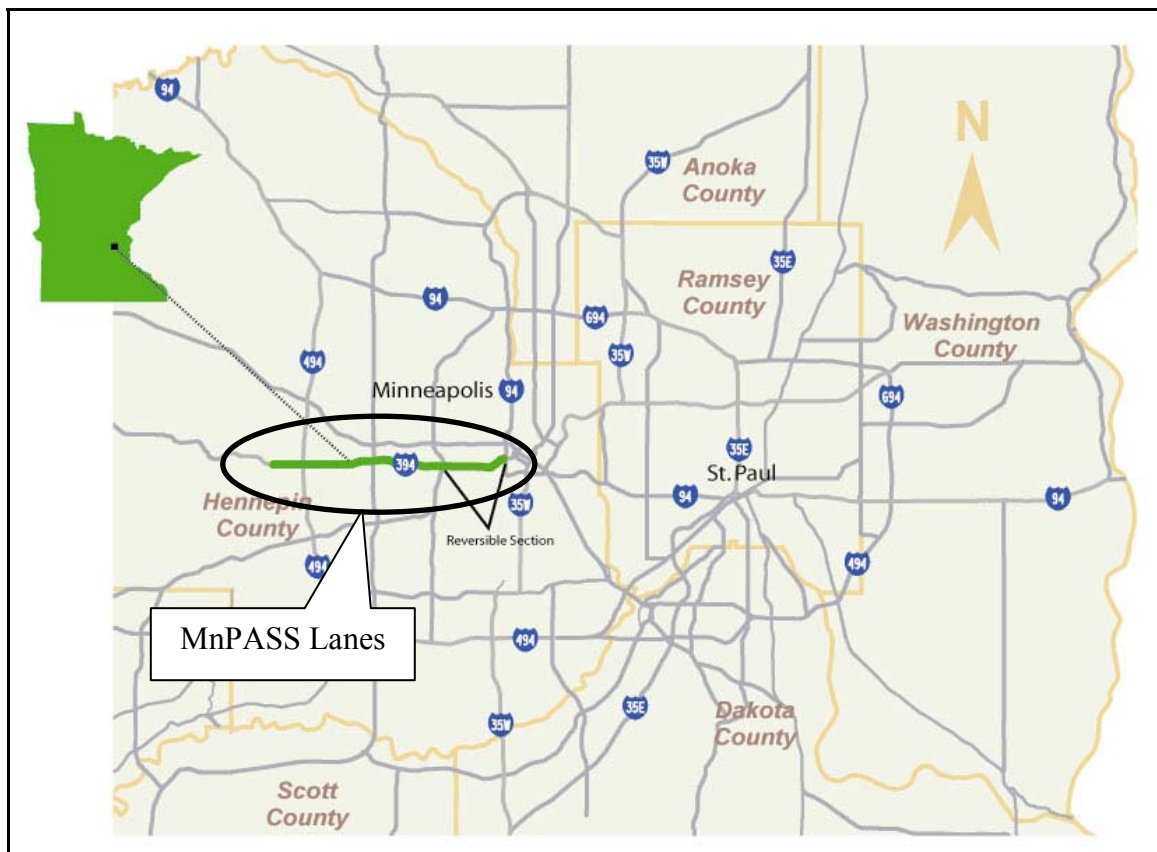 94
35W
Anoka
County
N
35E
Ramsey
County
94
694
Washington
County
494
35W
Minneapolis
94
694
35E
394
St. Paul
94
94
Hennepin
County
35W
Reversible Section
494
494
MnPASS Lanes
494
35W
35E
Dakota
County
Scott
County